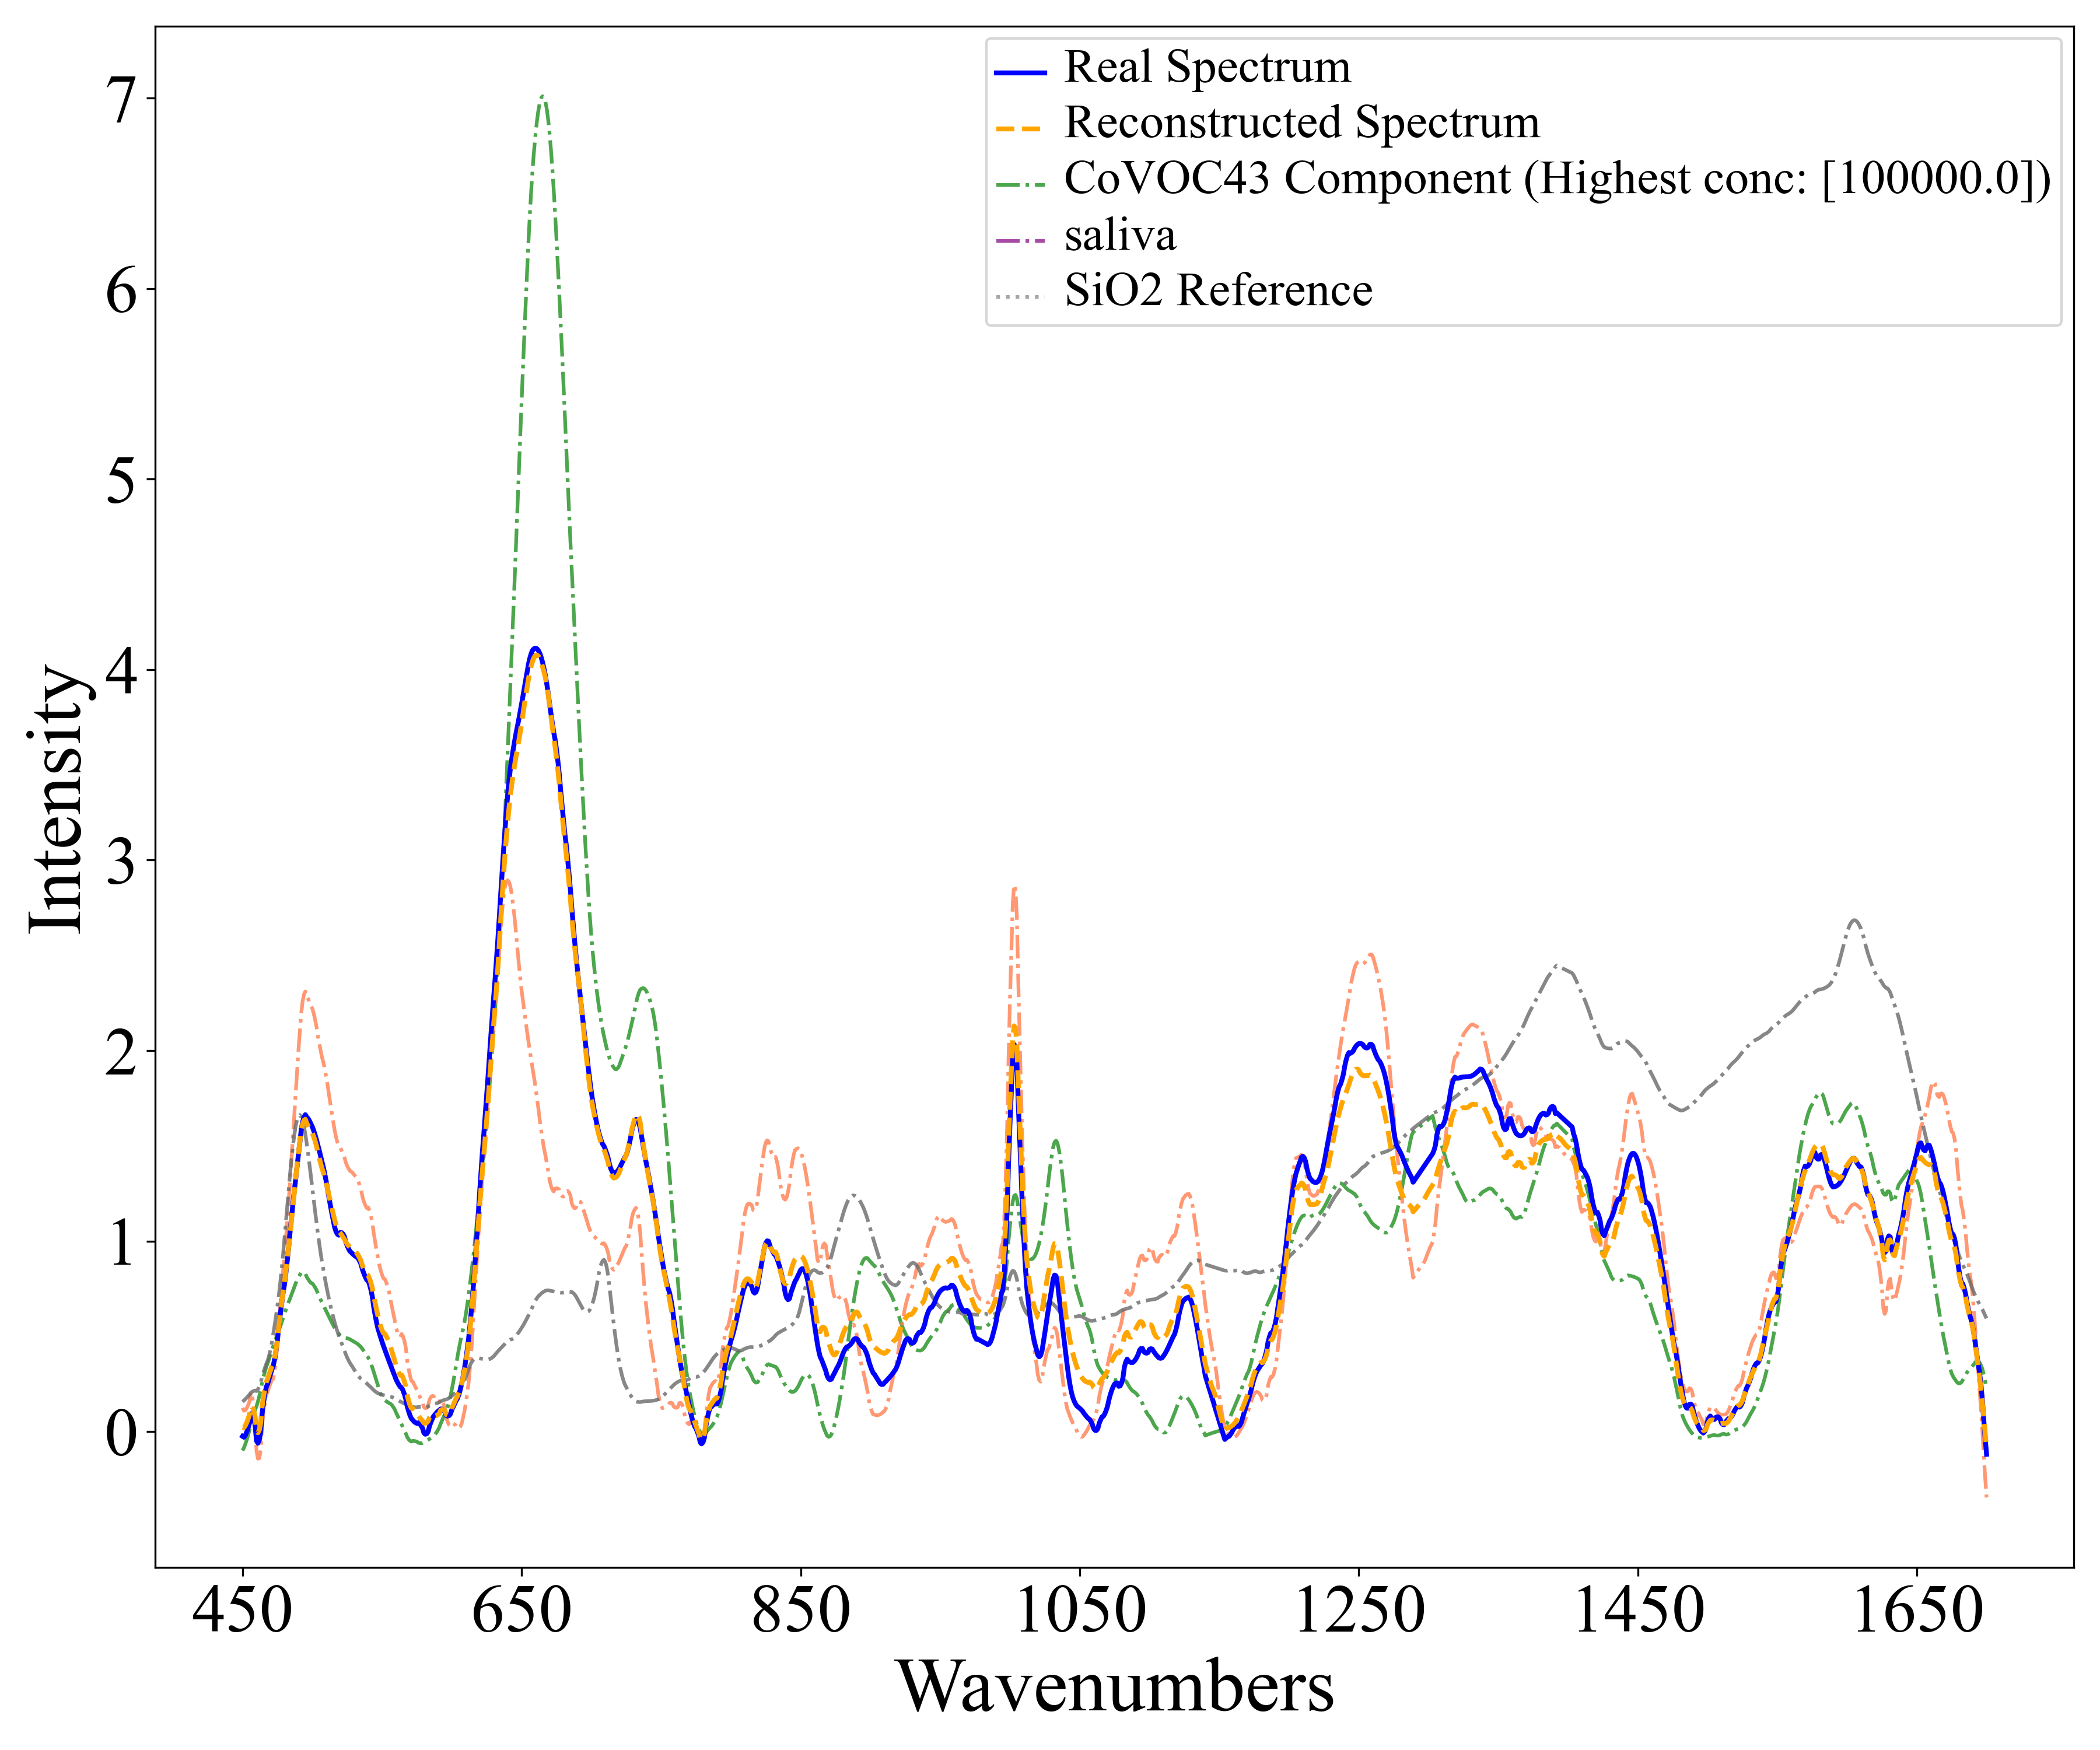 Real Spectrum
Reconstructed Spectrum
CoVOC43 Component (Highest conc: [100000.0])
saliva
SiO2 Reference
7
6
5
4
3
2
1
0
Intensity
450 650 850 1050 1250 1450 1650
Wavenumbers